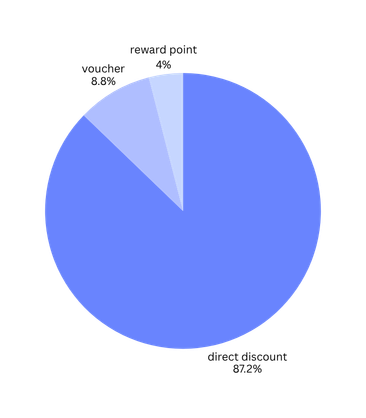 reward point
4%
voucher
8.8%
direct discount
87.2%